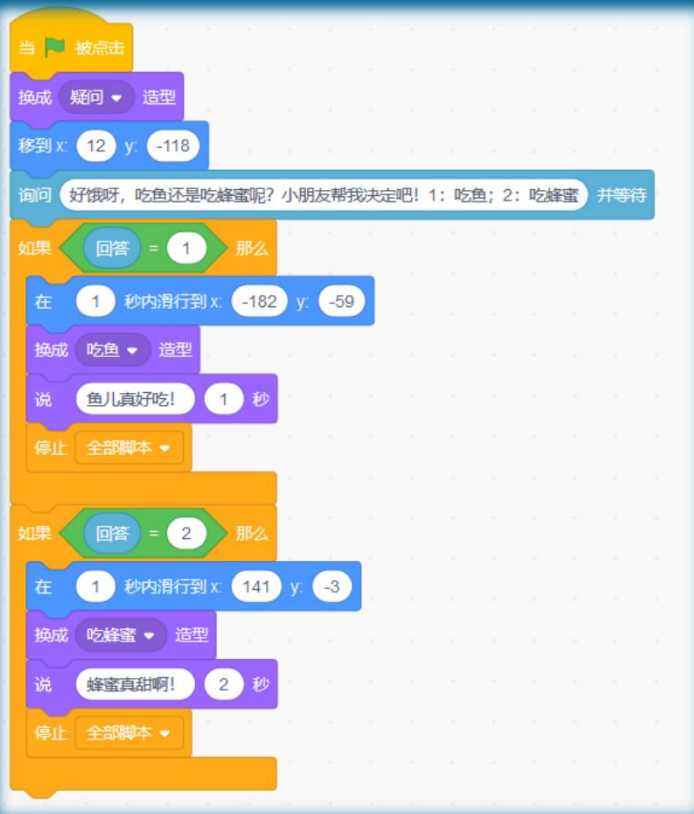 当 被点击
换成 疑问 造型
移到 x: 12 y: -118
询问 好饿呀，吃鱼还是吃蜂蜜呢？小朋友帮我决定吧！1：吃鱼；2：吃蜂蜜 并等待
如果 回答 = 1 那么
在 1 秒内滑行到 x: -182 y: -59
换成 吃鱼 造型
说 鱼儿真好吃！ 1 秒
停止 全部脚本
如果 回答 = 2 那么
在 1 秒内滑行到 x: 141 y: -3
换成 吃蜂蜜 造型
说 蜂蜜真甜啊！ 2 秒
停止 全部脚本